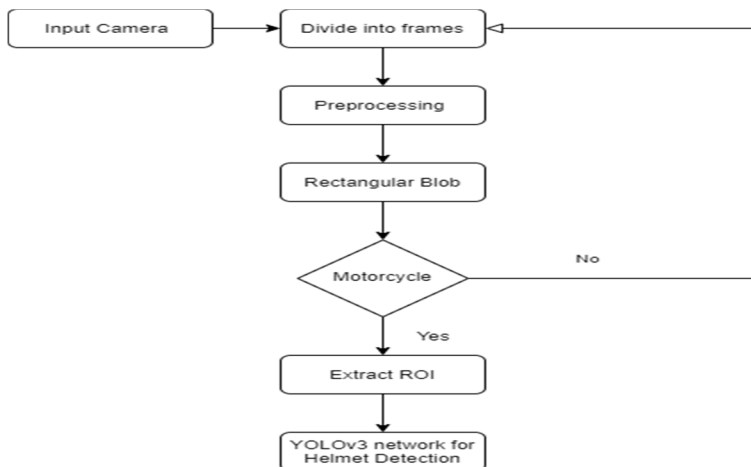 Input Camera
Divide into frames
Preprocessing
Rectangular Blob
Motorcycle
No
Yes
Extract ROI
YOLOv3 network for
Helmet Detection